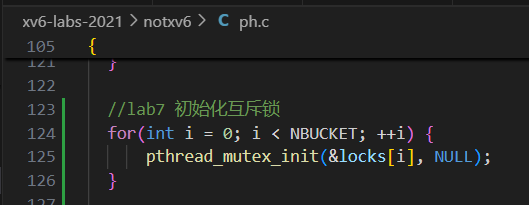 xv6-labs-2021 > notxv6 > C ph.c
105 {
121 }
122
123 //lab7 初始化互斥锁
124 for(int i = 0; i < NBUCKET; ++i) {
125 pthread_mutex_init(&locks[i], NULL);
126 }
127